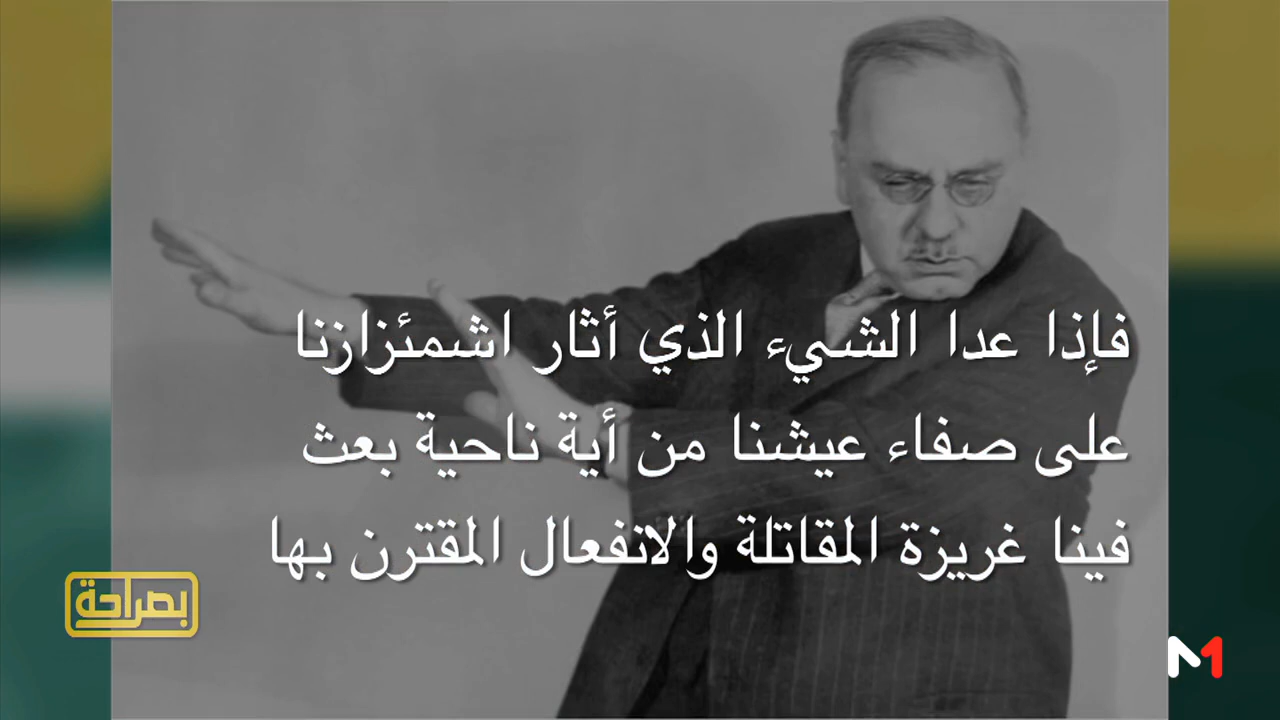 فإذا عدا الشيء الذي أثار اشمئزازنا
على صفاء عيشنا من أية ناحية بعث
فينا غريزة المقاتلة والانفعال المقترن بها
بصراحة
M1